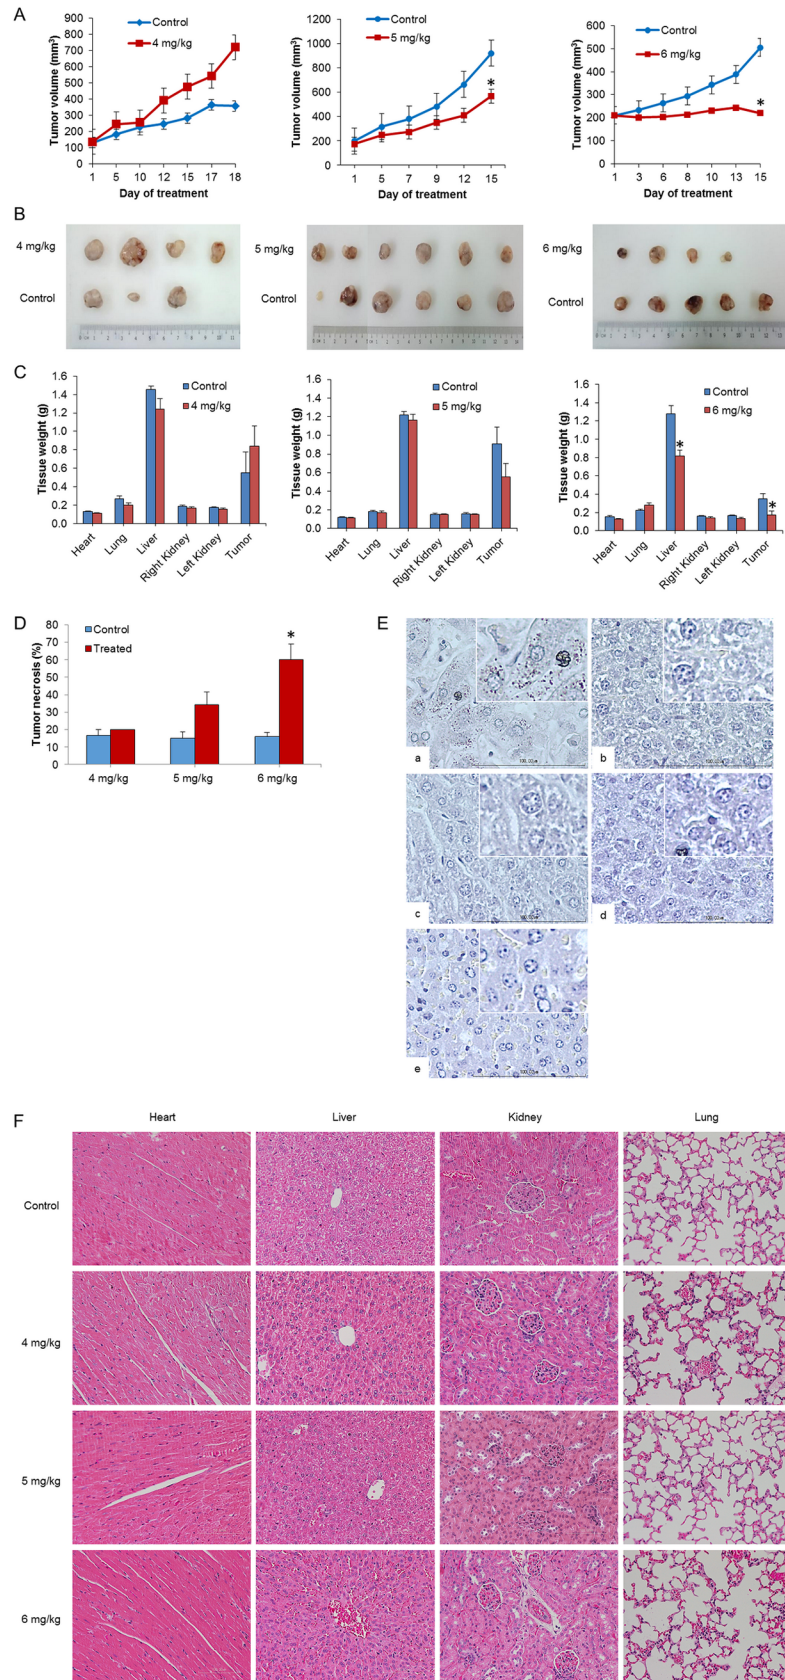 A
Tumor volume (mm³)
900
800
700
600
500
400
300
200
100
0
Control
4 mg/kg
1 5 10 12 15 17 18
Day of treatment
Tumor volume (mm³)
1200
1000
800
600
400
200
0
Control
5 mg/kg
*
1 5 7 9 12 15
Day of treatment
Tumor volume (mm³)
600
500
400
300
200
100
0
Control
6 mg/kg
*
1 3 6 8 10 13 15
Day of treatment
B
4 mg/kg
Control
5 mg/kg
Control
6 mg/kg
Control
C
Tissue weight (g)
1.6
1.4
1.2
1.0
0.8
0.6
0.4
0.2
0.0
Control
4 mg/kg
Heart Lung Liver Right Kidney Left Kidney Tumor
Tissue weight (g)
1.6
1.4
1.2
1.0
0.8
0.6
0.4
0.2
0.0
Control
5 mg/kg
Heart Lung Liver Right Kidney Left Kidney Tumor
Tissue weight (g)
1.6
1.4
1.2
1.0
0.8
0.6
0.4
0.2
0.0
Control
6 mg/kg
*
*
Heart Lung Liver Right Kidney Left Kidney Tumor
D
Tumor necrosis (%)
80
70
60
50
40
30
20
10
0
Control
Treated
*
4 mg/kg 5 mg/kg 6 mg/kg
E
a
b
c
d
e
F
Heart Liver Kidney Lung
Control
4 mg/kg
5 mg/kg
6 mg/kg